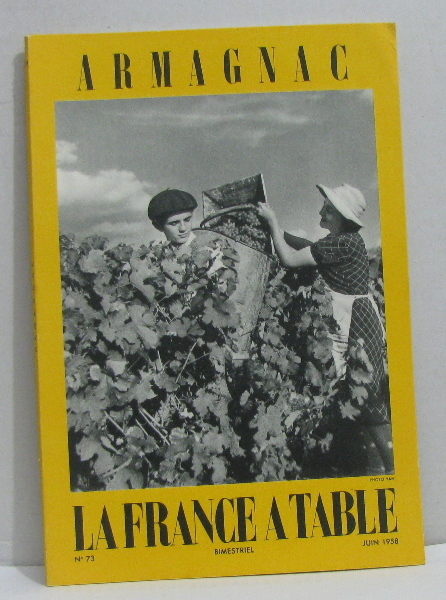 ARMAGNAC
LA FRANCE A TABLE
N° 73 BIMESTRIEL JUIN 1958